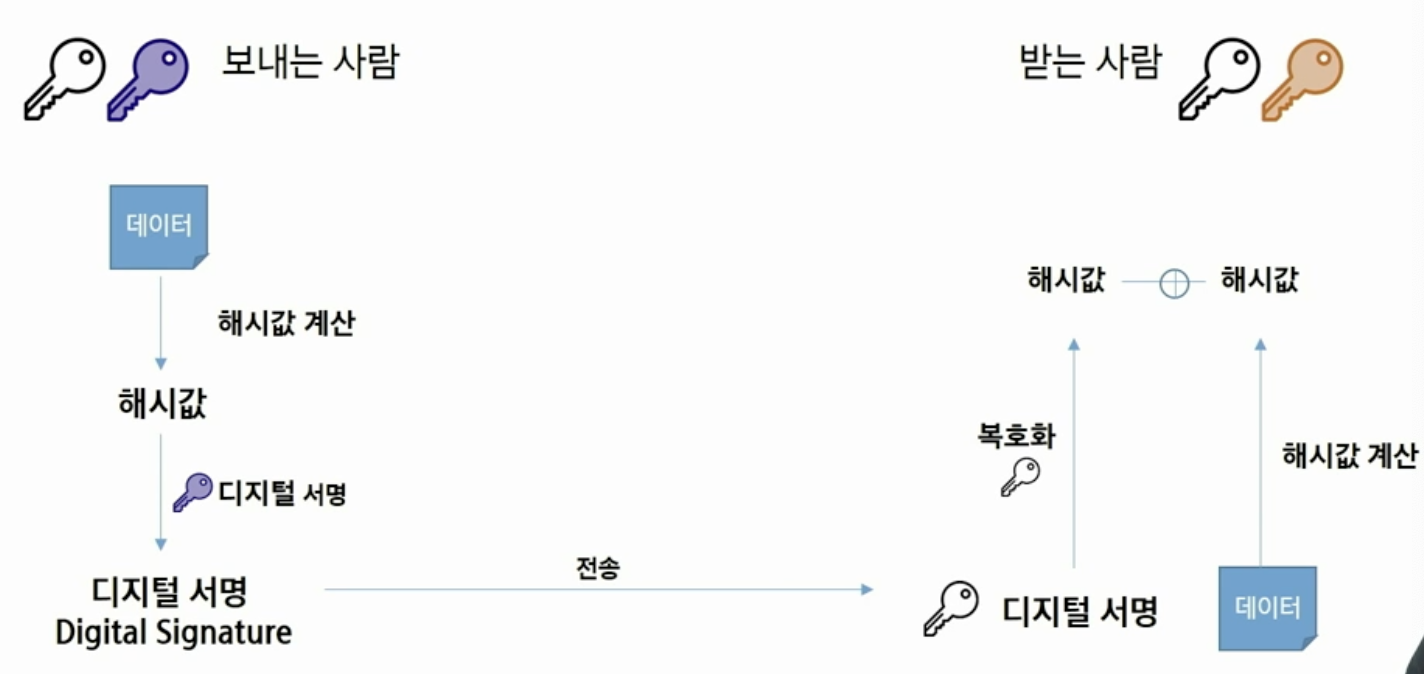 보내는 사람
받는 사람
데이터
해시값 계산
해시값
디지털 서명
디지털 서명
Digital Signature
전송
해시값
해시값
복호화
해시값 계산
디지털 서명
데이터